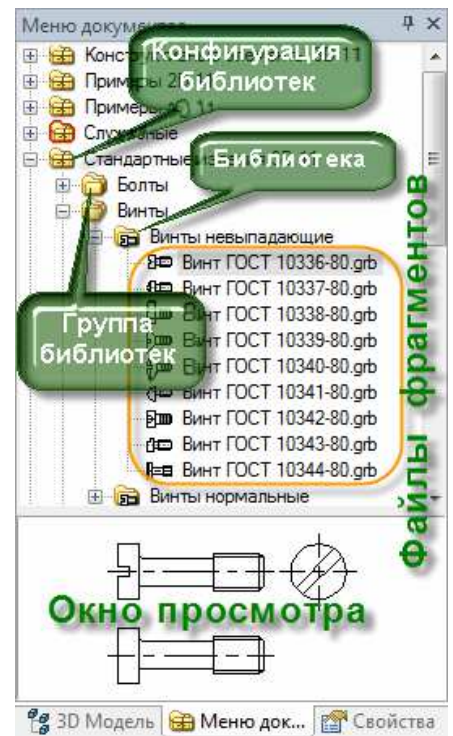 Меню документов
Конфигурация
библиотек
11
Примеры 2D 11
Примеры 3D 11
Служебные
Стандартные
Библиотека
Болты
Винты
Винты невыпадающие
Винт ГОСТ 10336-80.grb
Винт ГОСТ 10337-80.grb
Винт ГОСТ 10338-80.grb
Винт ГОСТ 10339-80.grb
Винт ГОСТ 10340-80.grb
Винт ГОСТ 10341-80.grb
Винт ГОСТ 10342-80.grb
Винт ГОСТ 10343-80.grb
Винт ГОСТ 10344-80.grb
Группа
библиотек
Файлы фрагментов
Винты нормальные
Окно просмотра
3D Модель
Меню док...
Свойства